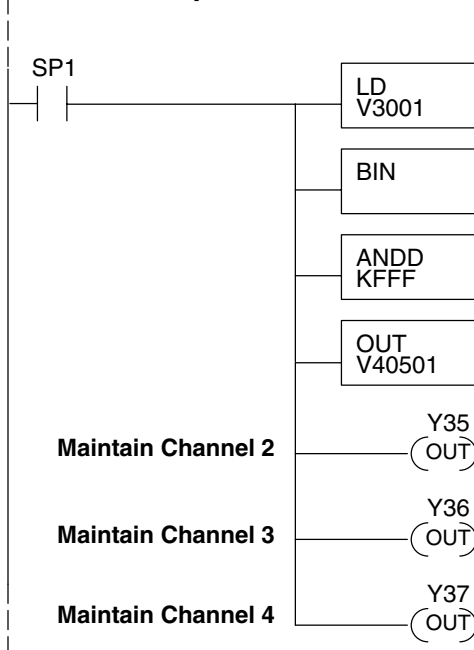 SP1
LD
V3001
BIN
ANDD
KFFF
OUT
V40501
Y35
Maintain Channel 2
OUT
Y36
Maintain Channel 3
OUT
Y37
Maintain Channel 4
OUT